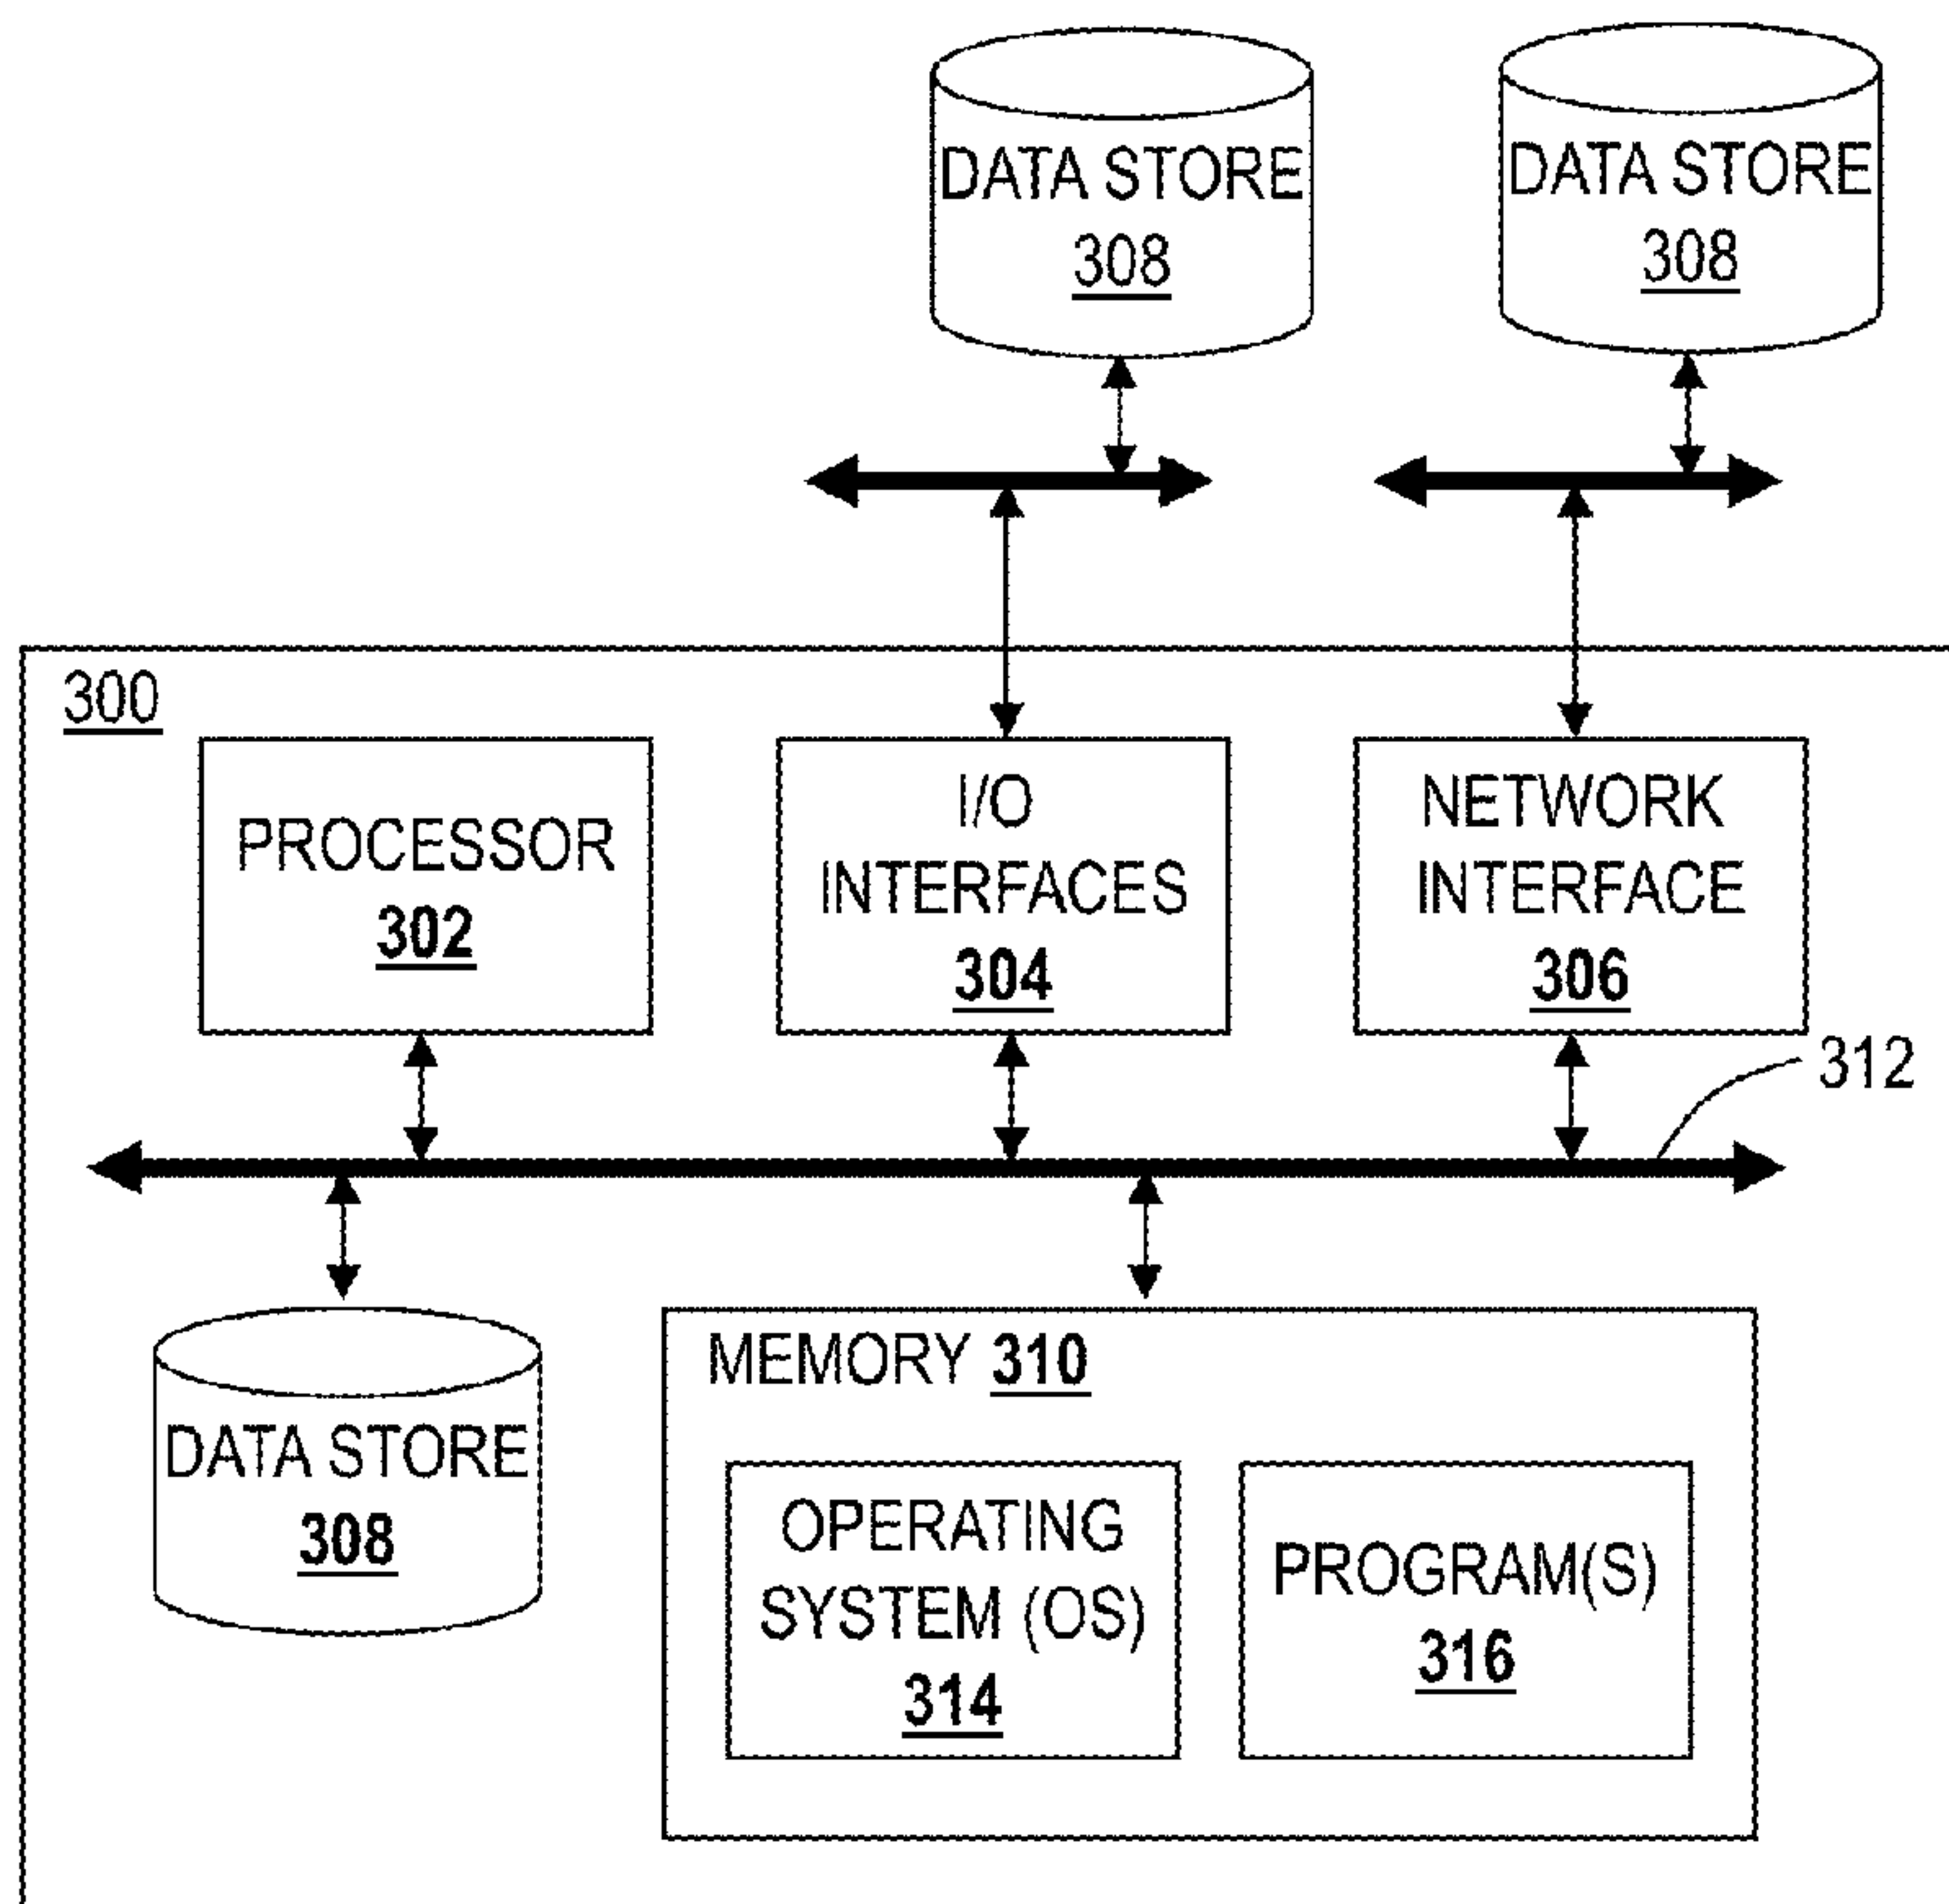 DATA STORE
308
DATA STORE
308
300
PROCESSOR
302
I/O
INTERFACES
304
NETWORK
INTERFACE
306
312
DATA STORE
308
MEMORY 310
OPERATING
SYSTEM (OS)
314
PROGRAM(S)
316